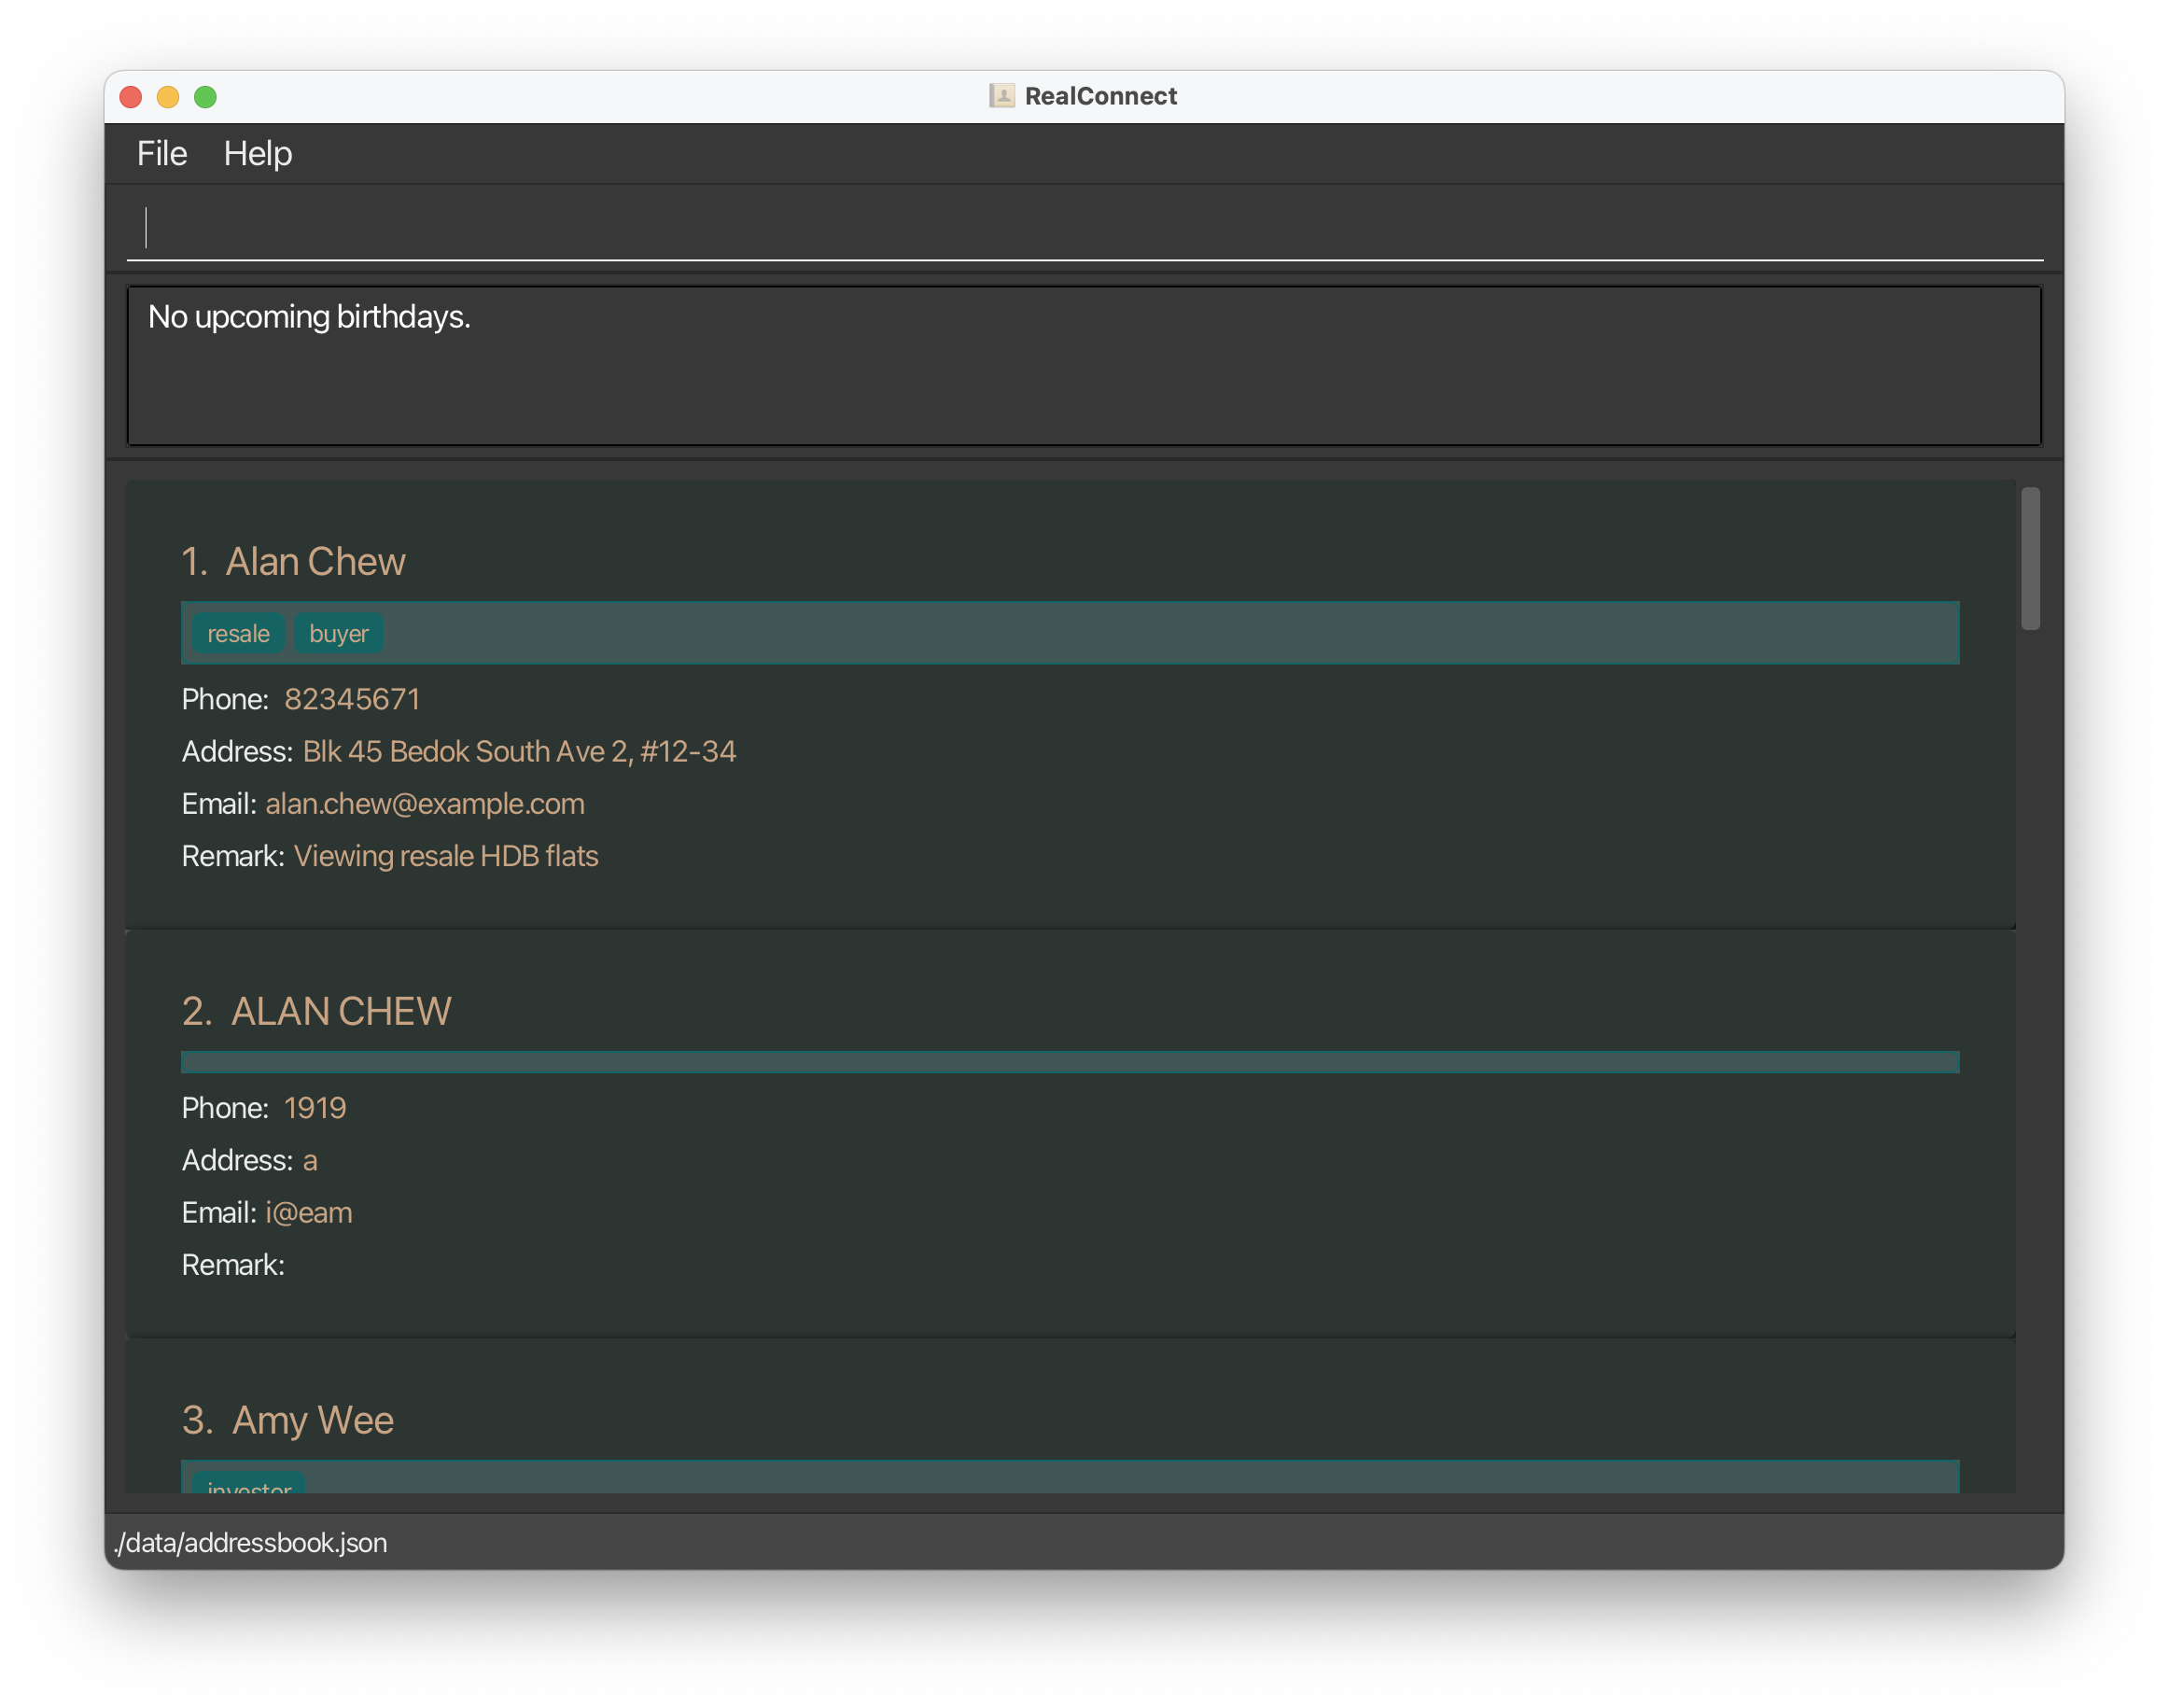 RealConnect
File Help
No upcoming birthdays.
1. Alan Chew
resale buyer
Phone: 82345671
Address: Blk 45 Bedok South Ave 2, #12-34
Email: alan.chew@example.com
Remark: Viewing resale HDB flats
2. ALAN CHEW
Phone: 1919
Address: a
Email: i@eam
Remark:
3. Amy Wee
investor
./data/addressbook.json